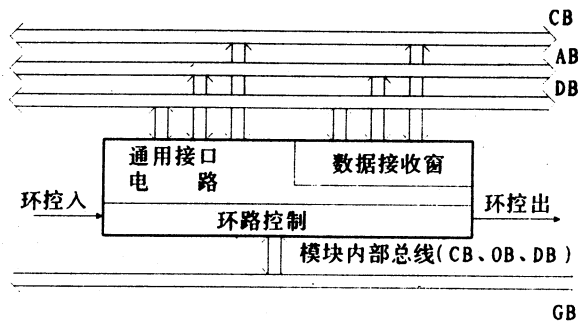 CB
AB
DB
通用接口
电 路
数据接收窗
环控入
环控出
环路控制
模块内部总线(CB、OB、DB)
GB